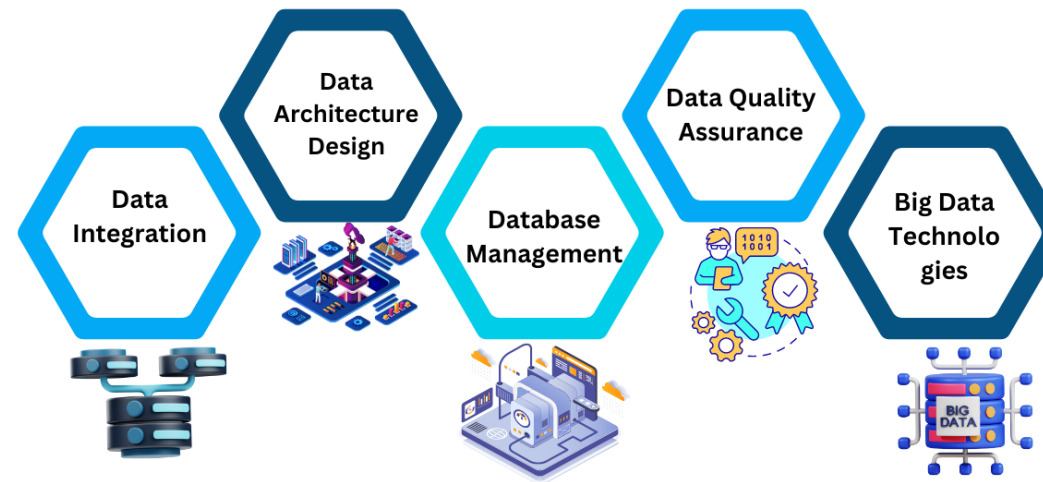 Data
Integration
Data
Architecture
Design
Database
Management
Data Quality
Assurance
1010
1001
Big Data
Technolo
gies
BIG
DATA